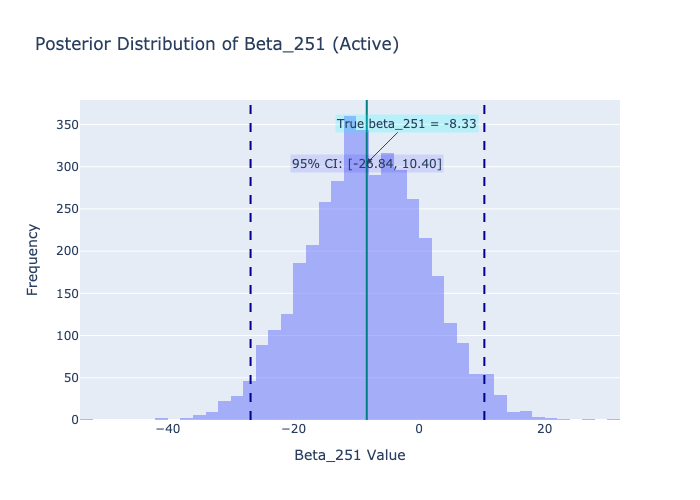 Posterior Distribution of Beta_251 (Active)
True beta_251 = -8.33
95% CI: [-26.84, 10.40]
Frequency
350
300
250
200
150
100
50
0
−40
−20
0
20
Beta_251 Value